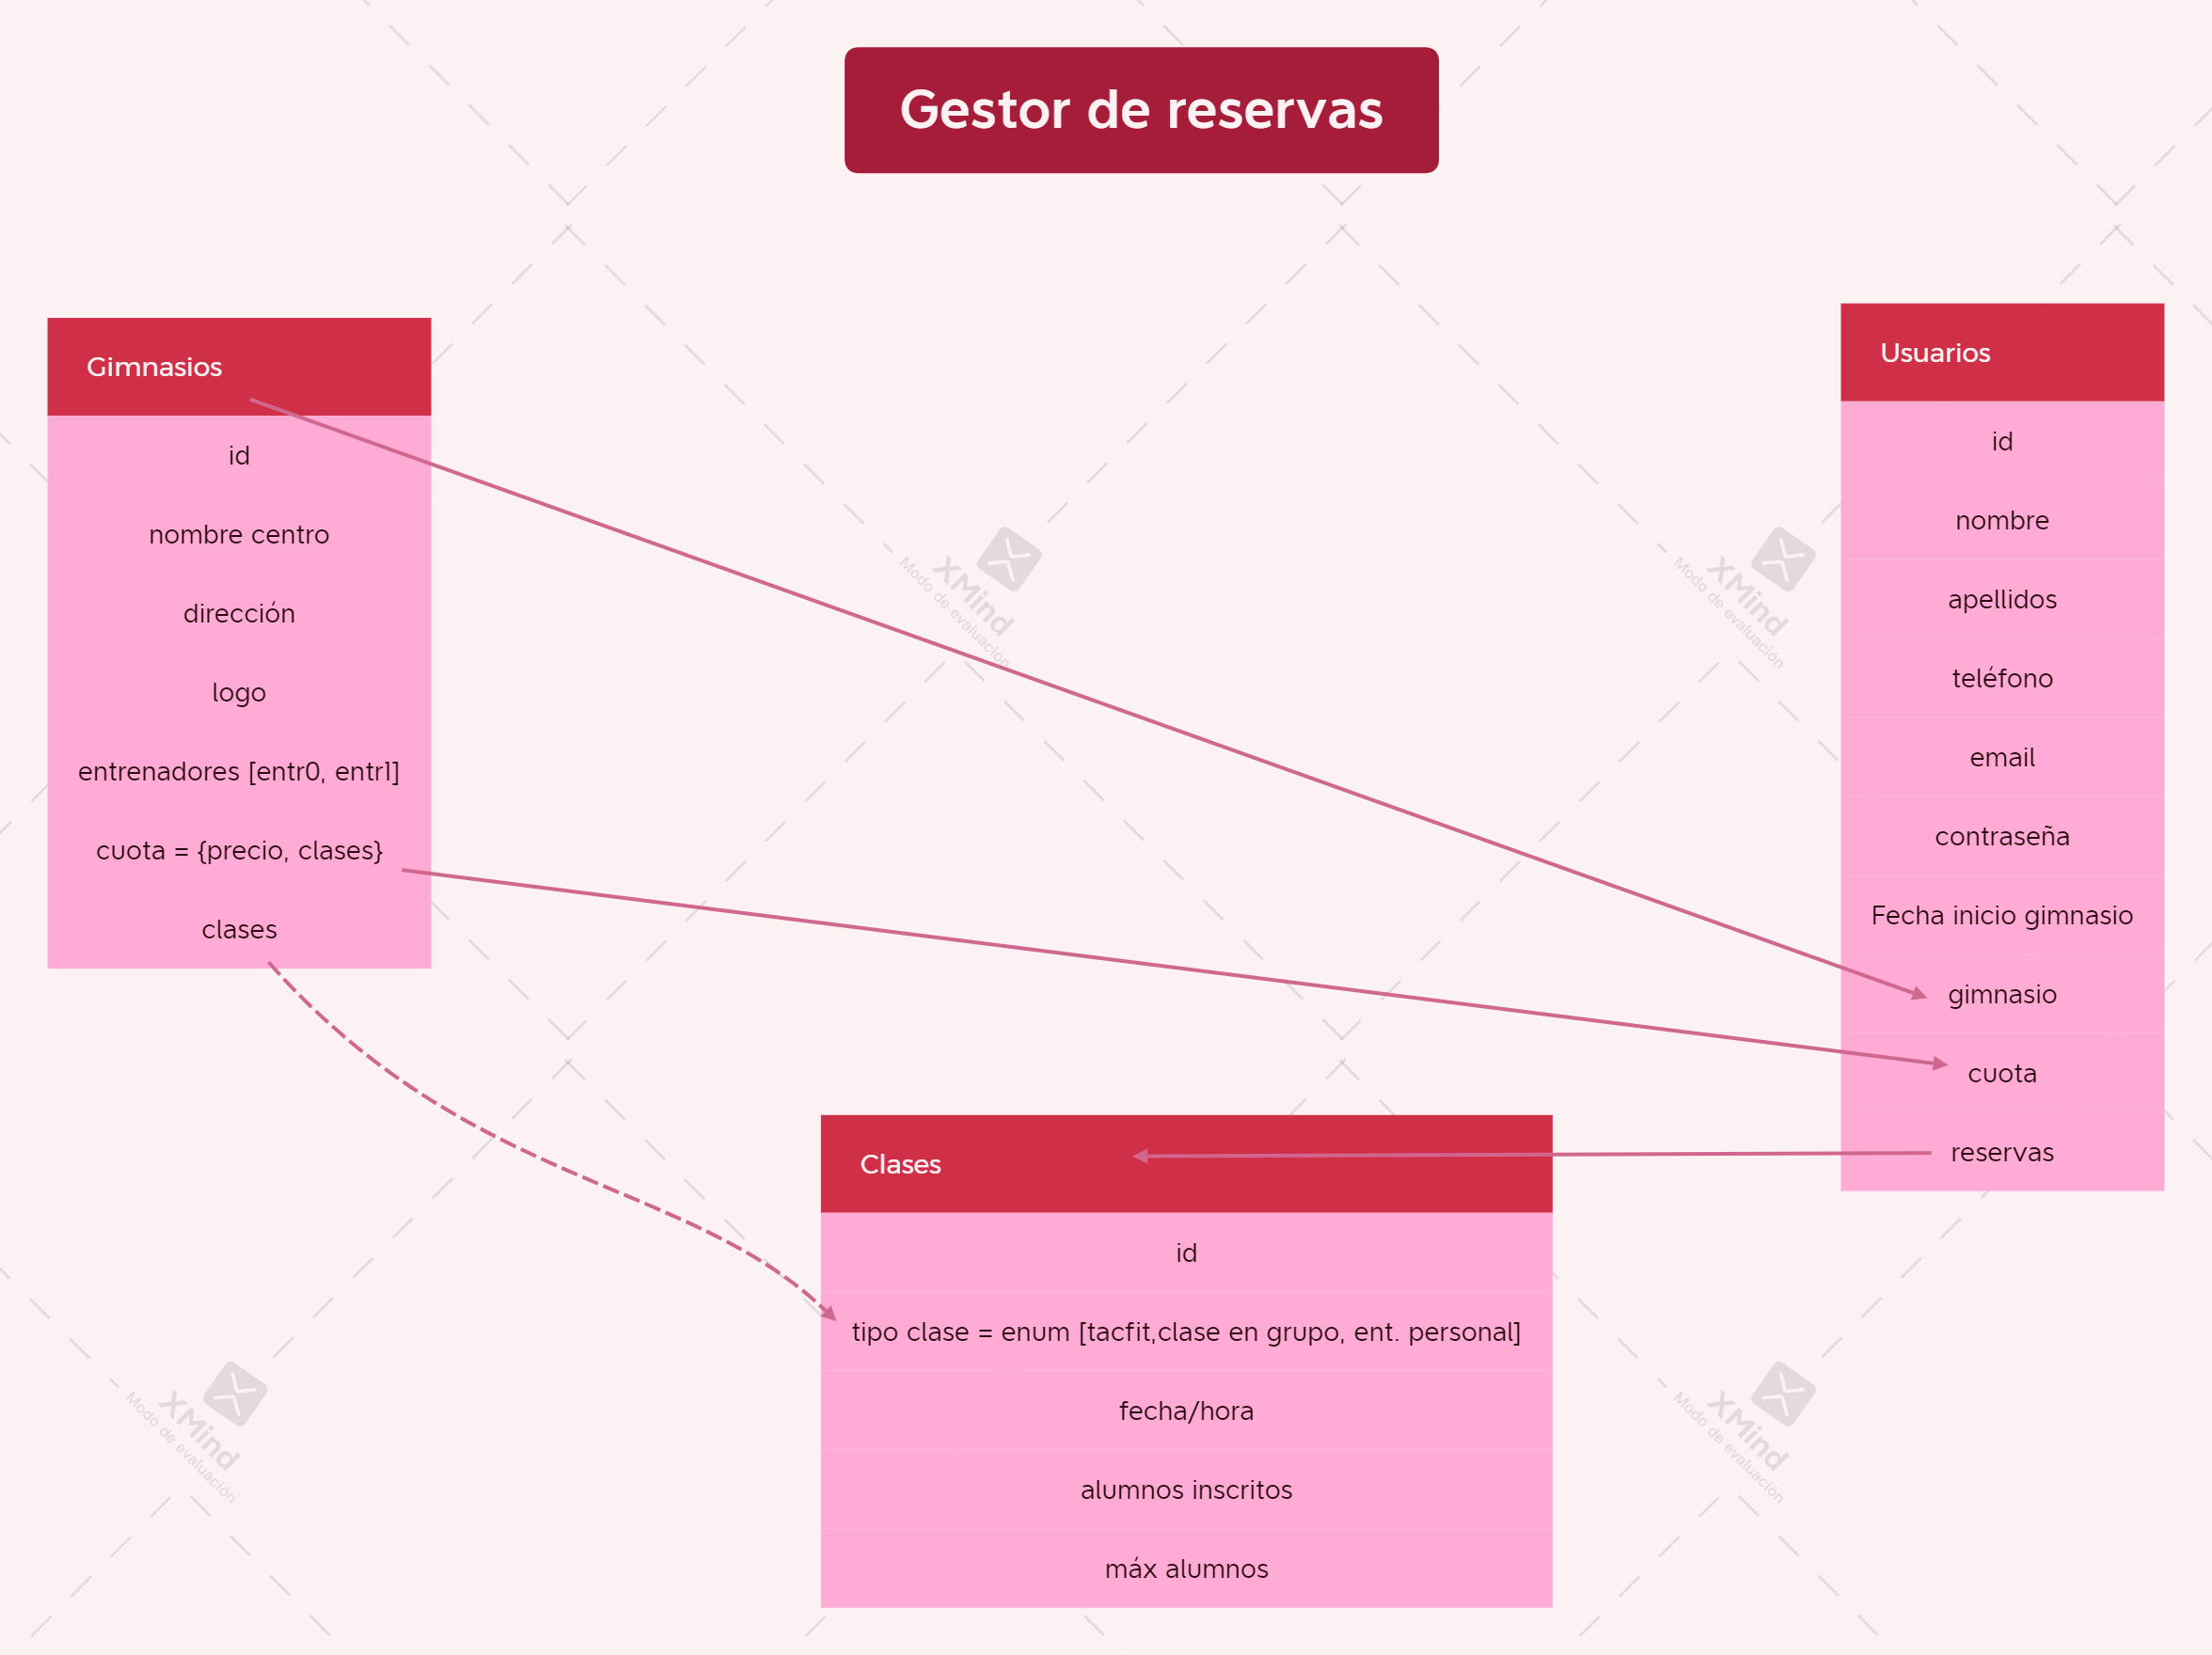 Gestor de reservas
Gimnasios
id
nombre centro
dirección
logo
entrenadores [entr0, entr1]
cuota = {precio, clases}
clases
Usuarios
id
nombre
apellidos
teléfono
email
contraseña
Fecha inicio gimnasio
gimnasio
cuota
reservas
Clases
id
tipo clase = enum [tacfit,clase en grupo, ent. personal]
fecha/hora
alumnos inscritos
máx alumnos
XMind
Modo de evaluación
XMind
Modo de evaluación
XMind
Modo de evaluación
XMind
Modo de evaluación